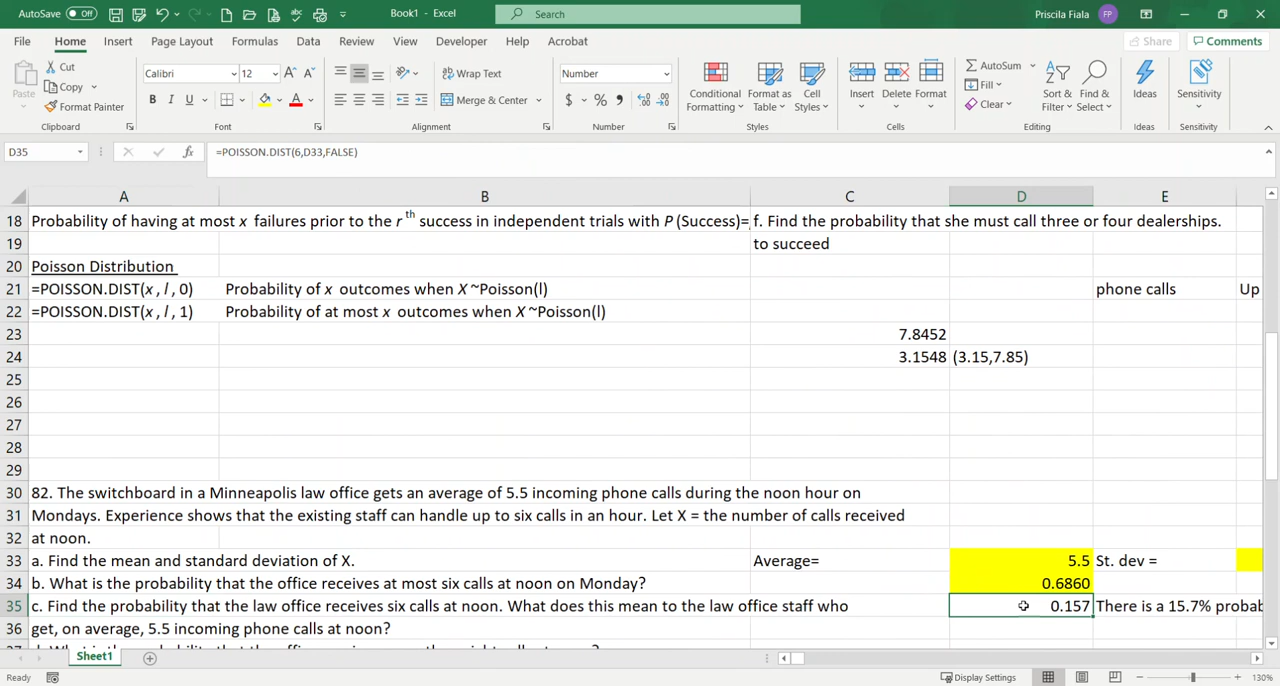 AutoSave Off Book1 - Excel Search Priscila Fiala FP
File Home Insert Page Layout Formulas Data Review View Developer Help Acrobat Share Comments
Paste Cut Calibri 12 Wrap Text Number Conditional Formatting Format as Table Cell Styles Insert Delete Format AutoSum Sort & Filter Find & Select Ideas Sensitivity
Copy Fill
Format Painter B I U Merge & Center $ % Clear
Clipboard Font Alignment Number Styles Cells Editing Ideas Sensitivity
D35 fx =POISSON.DIST(6,D33,FALSE)
A B C D E
18 Probability of having at most x failures prior to the r th success in independent trials with P (Success)= f. Find the probability that she must call three or four dealerships.
19 to succeed
20 Poisson Distribution
21 =POISSON.DIST(x , l , 0) Probability of x outcomes when X ~Poisson(l) phone calls Up
22 =POISSON.DIST(x , l , 1) Probability of at most x outcomes when X ~Poisson(l)
23 7.8452
24 3.1548 (3.15,7.85)
25
26
27
28
29
30 82. The switchboard in a Minneapolis law office gets an average of 5.5 incoming phone calls during the noon hour on
31 Mondays. Experience shows that the existing staff can handle up to six calls in an hour. Let X = the number of calls received
32 at noon.
33 a. Find the mean and standard deviation of X. Average= 5.5 St. dev =
34 b. What is the probability that the office receives at most six calls at noon on Monday? 0.6860
35 c. Find the probability that the law office receives six calls at noon. What does this mean to the law office staff who 0.157 There is a 15.7% probab
36 get, on average, 5.5 incoming phone calls at noon?
Sheet1
Ready Display Settings 130%